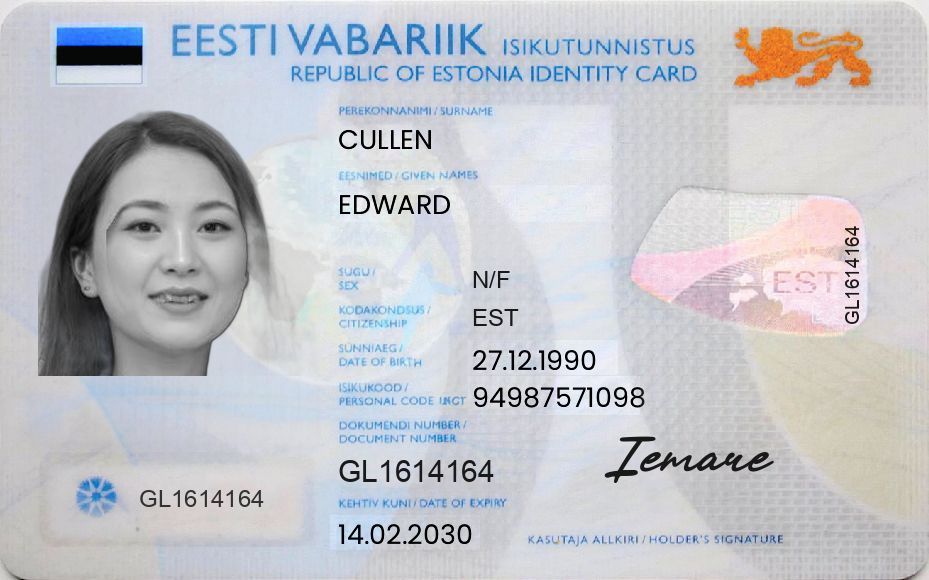 EESTI VABARIIK ISIKUTUNNISTUS
REPUBLIC OF ESTONIA IDENTITY CARD
PEREKONNANIMI / SURNAME
CULLEN
EESNIMED / GIVEN NAMES
EDWARD
SUGU /
SEX
N/F
KODAKONDSUS /
CITIZENSHIP
EST
SÜNNIAEG /
DATE OF BIRTH
27.12.1990
ISIKUKOOD /
PERSONAL CODE
94987571098
DOKUMENDI NUMBER /
DOCUMENT NUMBER
GL1614164
KEHTIV KUNI / DATE OF EXPIRY
14.02.2030
GL1614164
EST
GL1614164
KASUTAJA ALLKIRI / HOLDER'S SIGNATURE